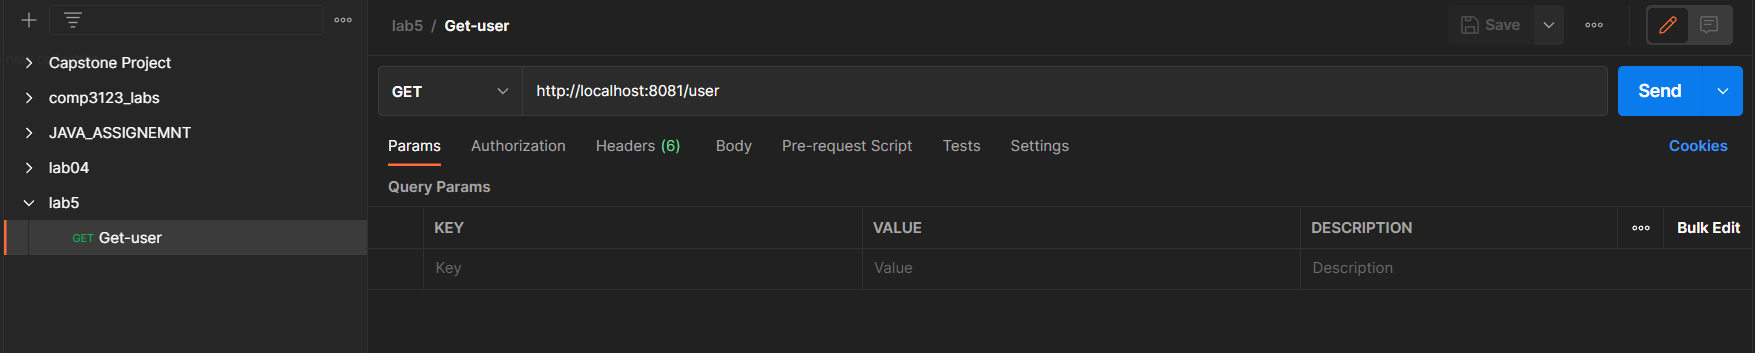 lab5 / Get-user
Save
Capstone Project
comp3123_labs
JAVA_ASSIGNEMNT
lab04
lab5
GET Get-user
GET http://localhost:8081/user Send
Params Authorization Headers (6) Body Pre-request Script Tests Settings Cookies
Query Params
KEY VALUE DESCRIPTION Bulk Edit
Key Value Description